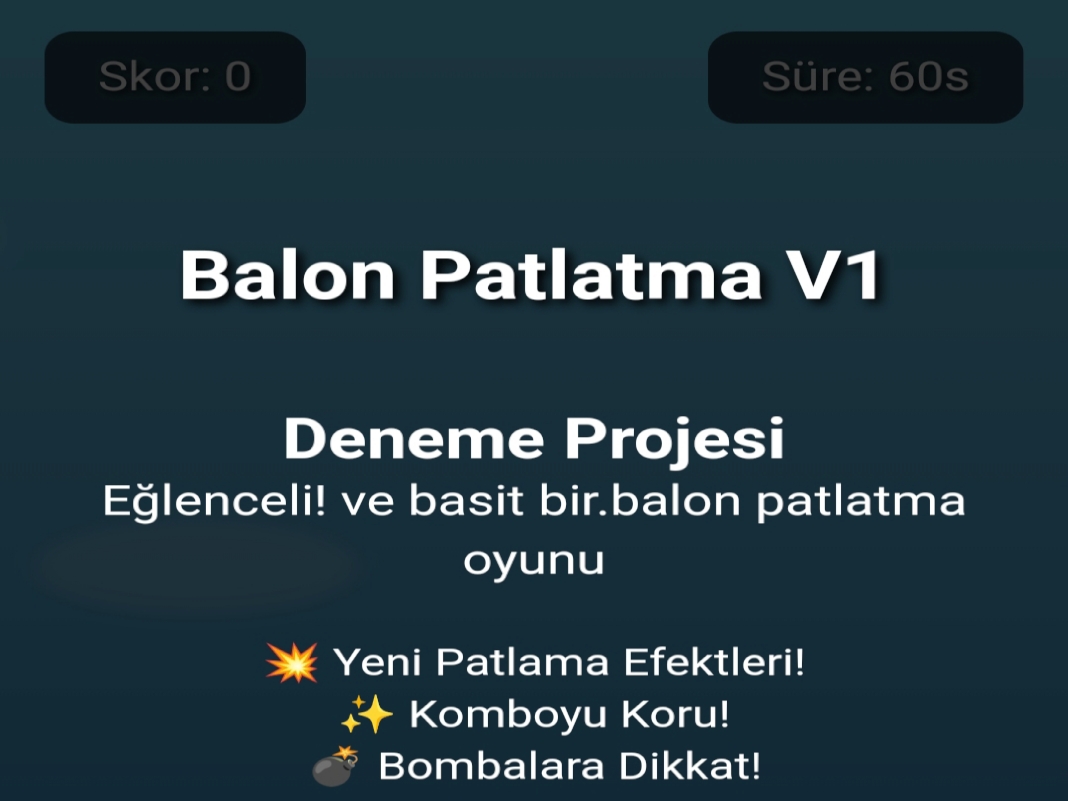 Skor: 0
Süre: 60s
Balon Patlatma V1
Deneme Projesi
Eğlenceli! ve basit bir.balon patlatma
oyunu
💥 Yeni Patlama Efektleri!
✨ Komboyu Koru!
💣 Bombalara Dikkat!